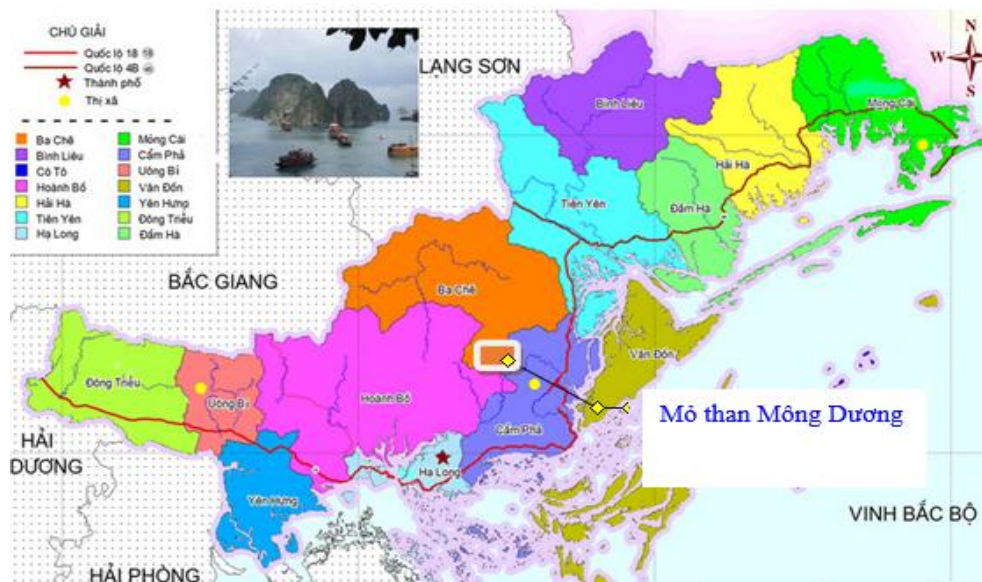 CHÚ GIẢI
Quốc lộ 18 18
Quốc lộ 4B
Thành phố
Thị xã
Ba Chẽ
Bình Liêu
Cô Tô
Hoành Bồ
Hải Hà
Tiên Yên
Hạ Long
Móng Cái
Cẩm Phả
Uông Bí
Vân Đồn
Yên Hưng
Đông Triều
Đầm Hà
LẠNG SƠN
N
W
E
S
Bình Liêu
Móng Cái
Hải Hà
Tiên Yên
Đầm Hà
BẮC GIANG
Ba Chẽ
Vân Đồn
Đông Triều
Uông Bí
Hoành Bồ
Mỏ than Mông Dương
Cẩm Phả
HẢI
DƯƠNG
Hạ Long
Yên Hưng
VINH BẮC BỘ
HẢI PHÒNG